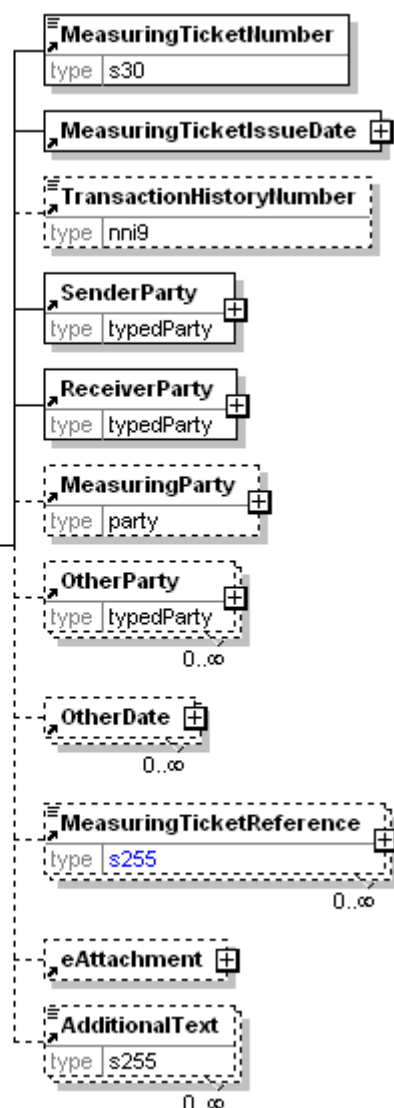 MeasuringTicketNumber
type s30
MeasuringTicketIssueDate
TransactionHistoryNumber
type nni9
SenderParty
type typedParty
ReceiverParty
type typedParty
MeasuringParty
type party
OtherParty
type typedParty
0..∞
OtherDate
0..∞
MeasuringTicketReference
type s255
0..∞
eAttachment
AdditionalText
type s255
0..∞